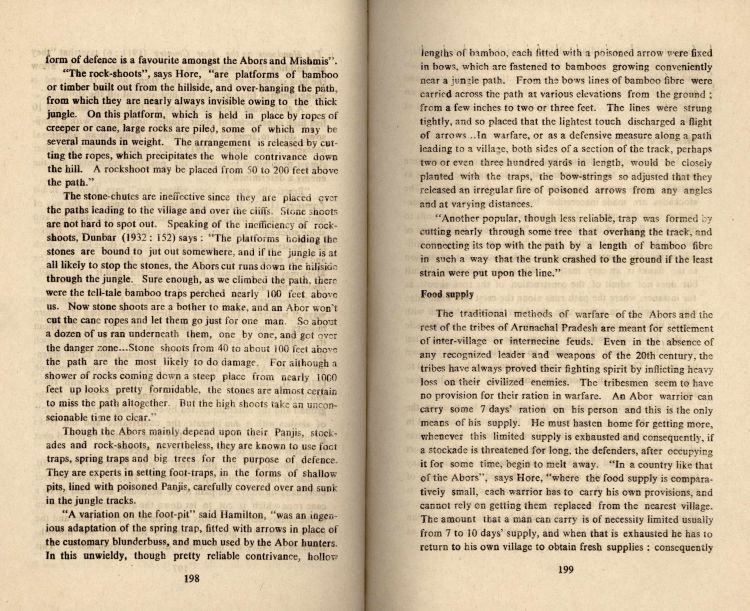 form of defence is a favourite amongst the Abors and Mishmis".
"The rock-shoots", says Hore, "are platforms of bamboo
or timber built out from the hillside, and over-hanging the path,
from which they are nearly always invisible owing to the thick
jungle. On this platform, which is held in place by ropes of
creeper or cane, large rocks are piled, some of which may be
several maunds in weight. The arrangement is released by cut-
ting the ropes, which precipitates the whole contrivance down
the hill. A rockshoot may be placed from 50 to 200 feet above
the path."
The stone-chutes are ineffective since they are placed over
the paths leading to the village and over the cliffs. Stone shoots
are not hard to spot out. Speaking of the inefficiency of rock-
shoots, Dunbar (1932 : 152) says : "The platforms holding the
stones are bound to jut out somewhere, and if the jungle is at
all likely to stop the stones, the Abors cut runs down the hillside
through the jungle. Sure enough, as we climbed the path, there
were the tell-tale bamboo traps perched nearly 100 feet above
us. Now stone shoots are a bother to make, and an Abor won't
cut the cane ropes and let them go just for one man. So about
a dozen of us ran underneath them, one by one, and got over
the danger zone...Stone shoots from 40 to about 100 feet above
the path are the most likely to do damage. For although a
shower of rocks coming down a steep place from nearly 1000
feet up looks pretty formidable, the stones are almost certain
to miss the path altogether. But the high shoots take an uncon-
scionable time to clear."
Though the Abors mainly depend upon their Panjis, stock-
ades and rock-shoots, nevertheless, they are known to use foot
traps, spring traps and big trees for the purpose of defence.
They are experts in setting foot-traps, in the forms of shallow
pits, lined with poisoned Panjis, carefully covered over and sunk
in the jungle tracks.
"A variation on the foot-pit" said Hamilton, "was an ingen-
ious adaptation of the spring trap, fitted with arrows in place of
the customary blunderbuss, and much used by the Abor hunters.
In this unwieldy, though pretty reliable contrivance, hollow
198
lengths of bamboo, each fitted with a poisoned arrow were fixed
in bows, which are fastened to bamboos growing conveniently
near a jungle path. From the bows lines of bamboo fibre were
carried across the path at various elevations from the ground ;
from a few inches to two or three feet. The lines were strung
tightly, and so placed that the lightest touch discharged a flight
of arrows...In warfare, or as a defensive measure along a path
leading to a village, both sides of a section of the track, perhaps
two or even three hundred yards in length, would be closely
planted with the traps, the bow-strings so adjusted that they
released an irregular fire of poisoned arrows from any angles
and at varying distances.
"Another popular, though less reliable, trap was formed by
cutting nearly through some tree that overhang the track, and
connecting its top with the path by a length of bamboo fibre
in such a way that the trunk crashed to the ground if the least
strain were put upon the line."
Food supply
The traditional methods of warfare of the Abors and the
rest of the tribes of Arunachal Pradesh are meant for settlement
of inter-village or internecine feuds. Even in the absence of
any recognized leader and weapons of the 20th century, the
tribes have always proved their fighting spirit by inflicting heavy
loss on their civilized enemies. The tribesmen seem to have
no provision for their ration in warfare. An Abor warrior can
carry some 7 days' ration on his person and this is the only
means of his supply. He must hasten home for getting more,
whenever this limited supply is exhausted and consequently, if
a stockade is threatened for long, the defenders, after occupying
it for some time, begin to melt away. "In a country like that
of the Abors", says Hore, "where the food supply is compara-
tively small, each warrior has to carry his own provisions, and
cannot rely on getting them replaced from the nearest village.
The amount that a man can carry is of necessity limited usually
from 7 to 10 days' supply, and when that is exhausted he has to
return to his own village to obtain fresh supplies ; consequently
199